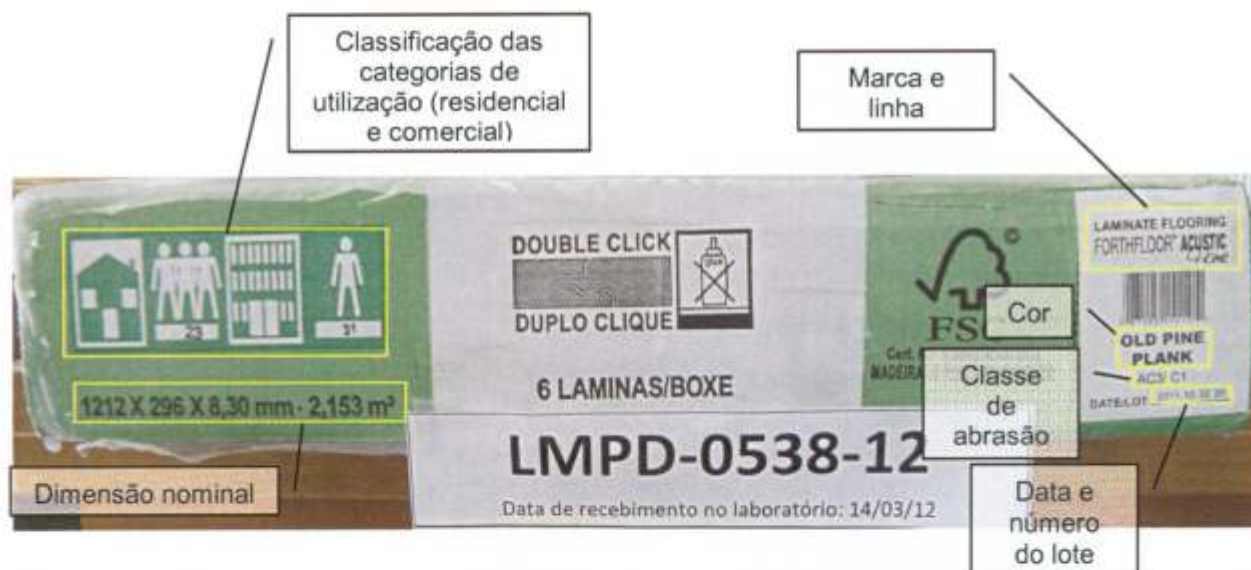 Classificação das
categorias de
utilização (residencial
e comercial)
Marca e
linha
23
31
1212 X 296 X 8,30 mm - 2,153 m²
Dimensão nominal
DOUBLE CLICK
DUPLO CLIQUE
6 LAMINAS/BOXE
LMPD-0538-12
Data de recebimento no laboratório: 14/03/12
FSC
Cert.
MADEIRA
Cor
Classe
de
abrasão
LAMINATE FLOORING
FORTHFLOOR ACUSTIC
OLD PINE
PLANK
AC3/ C1
DATE/LOT
Data e
número
do lote